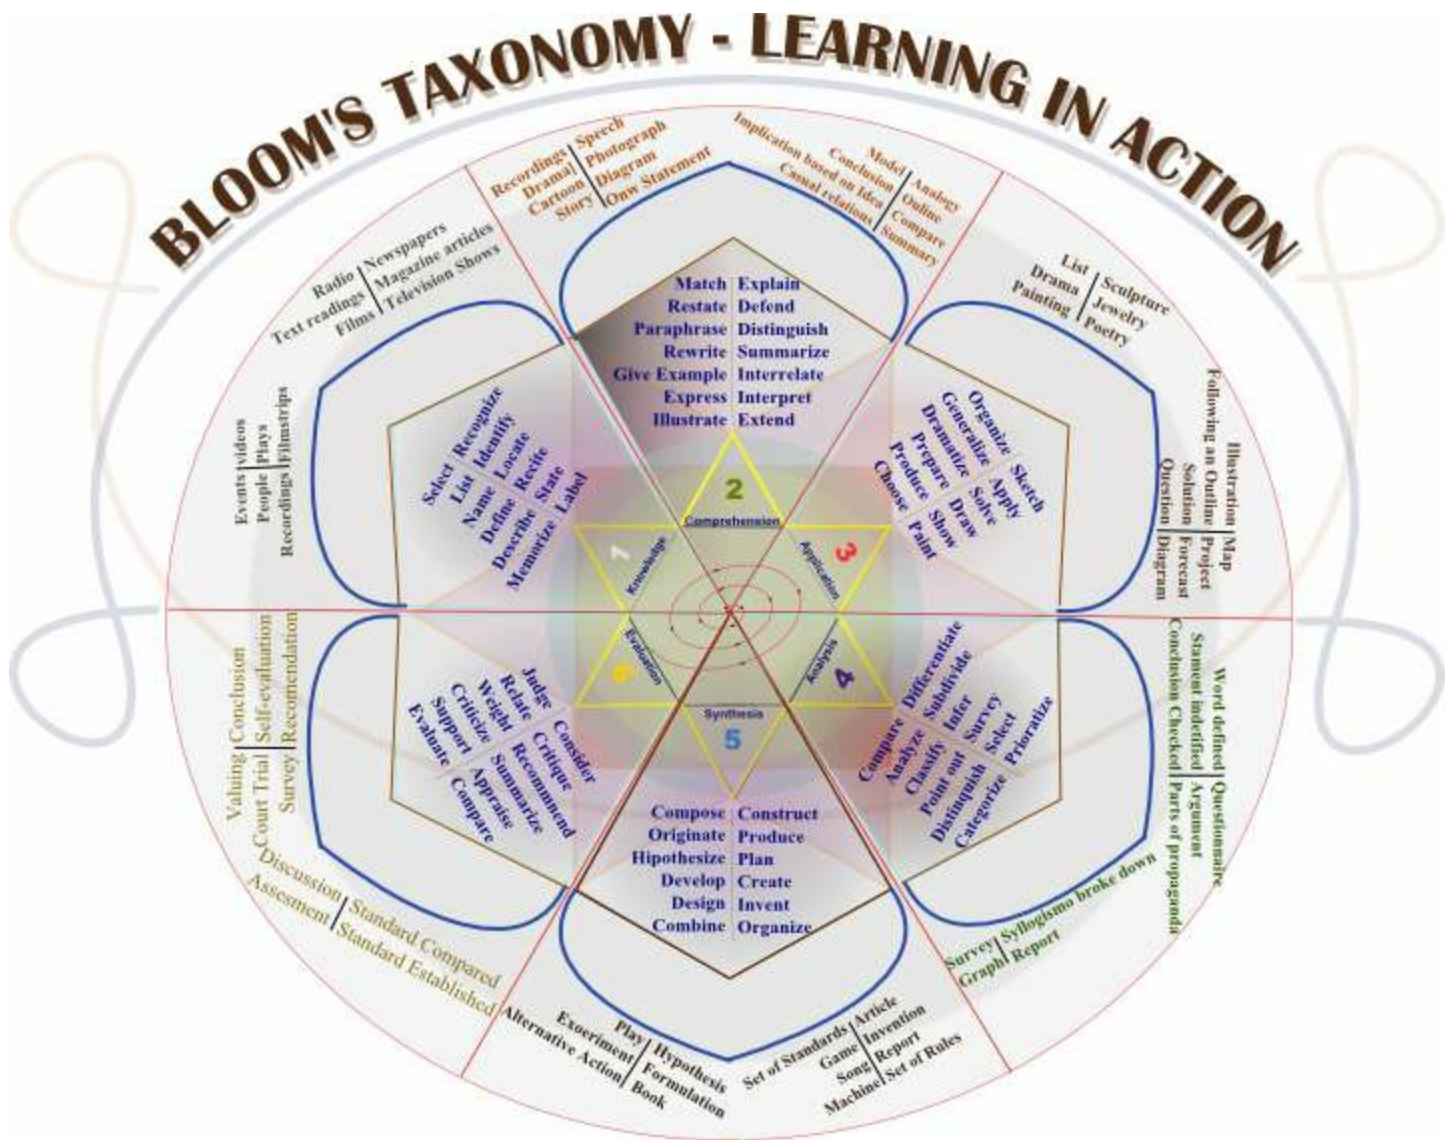 BLOOM'S TAXONOMY - LEARNING IN ACTION
Recordings Speech
Drama Photograph
Cartoon Diagram
Story Onw Statement
Model Analogy
Conclusion Online
Implication based on Idea Compare
Casual relations Summary
Match Explain
Restate Defend
Paraphrase Distinguish
Rewrite Summarize
Give Example Interrelate
Express Interpret
Illustrate Extend
2
Comprehension
List Sculpture
Drama Jewelry
Painting Poetry
Illustration Map
Following an Outline Project
Solution Forecast
Question Diagram
Organize Sketch
Generalize Apply
Dramatize Solve
Prepare Draw
Produce Show
Choose Paint
3
Application
Word defined Questionnaire
Stament indetified Argument
Conclusion Checked Parts of propaganda
Survey Syllogismo broke down
Graph Report
Compare Differentiate
Analyze Subdivide
Classify Infer
Point out Survey
Distinquish Select
Categorize Prioratize
4
Analysis
Synthesis
5
Compose Construct
Originate Produce
Hipothesize Plan
Develop Create
Design Invent
Combine Organize
Set of Standards Article
Game Invention
Song Report
Machine Set of Rules
Play Hypothesis
Exoeriment Formulation
Alternative Action Book
Evaluation
6
Judge Consider
Relate Critique
Weight Recommend
Criticize Summarize
Support Appraise
Evaluate Compare
Discussion Standard Compared
Assesment Standard Established
Valuing Conclusion
Court Trial Self-evaluation
Survey Recomendation
1
Knowledge
Select Recognize
List Identify
Name Locate
Define Recite
Describe State
Memorize Label
Events videos
People Plays
Recordings Filmstrips
Radio Newspapers
Text readings Magazine articles
Films Television Shows